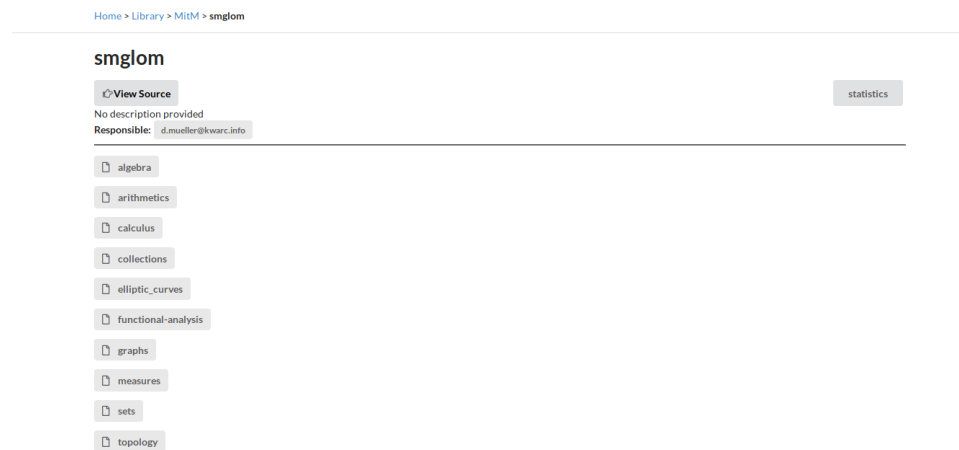 Home > Library > MitM > smglom
smglom
View Source
statistics
No description provided
Responsible: d.mueller@kwarc.info
algebra
arithmetics
calculus
collections
elliptic_curves
functional-analysis
graphs
measures
sets
topology